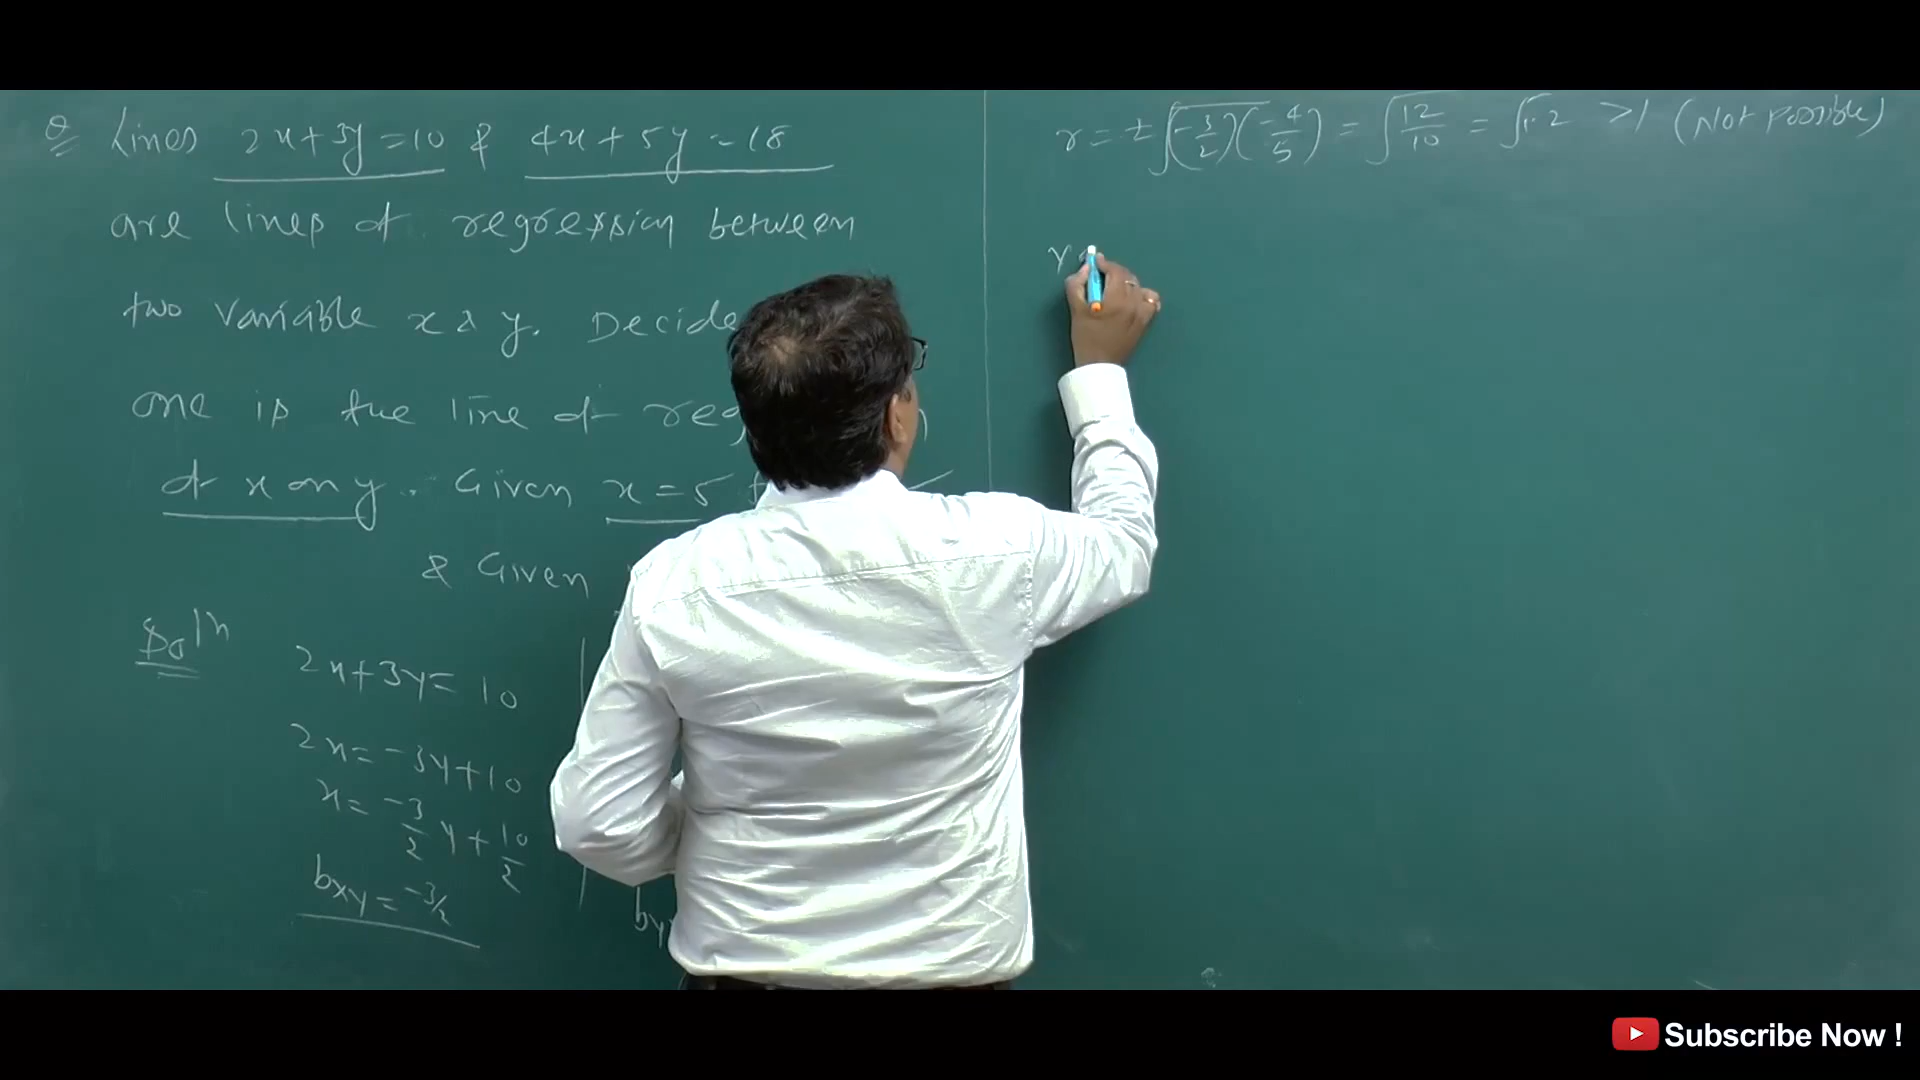 Q Lines 2x+3y=10 & 4x+5y=18
are lines of regression between
two variable x & y. Decide
one is the line of reg
of x on y. Given x=5
& Given
Solⁿ
2x+3y=10
2x=-3y+10
x=-3/2 y+10/2
bxy=-3/2
by
r=±√(-3/2)(-4/5)=√12/10=√1.2 >1 (Not possible)
Subscribe Now !